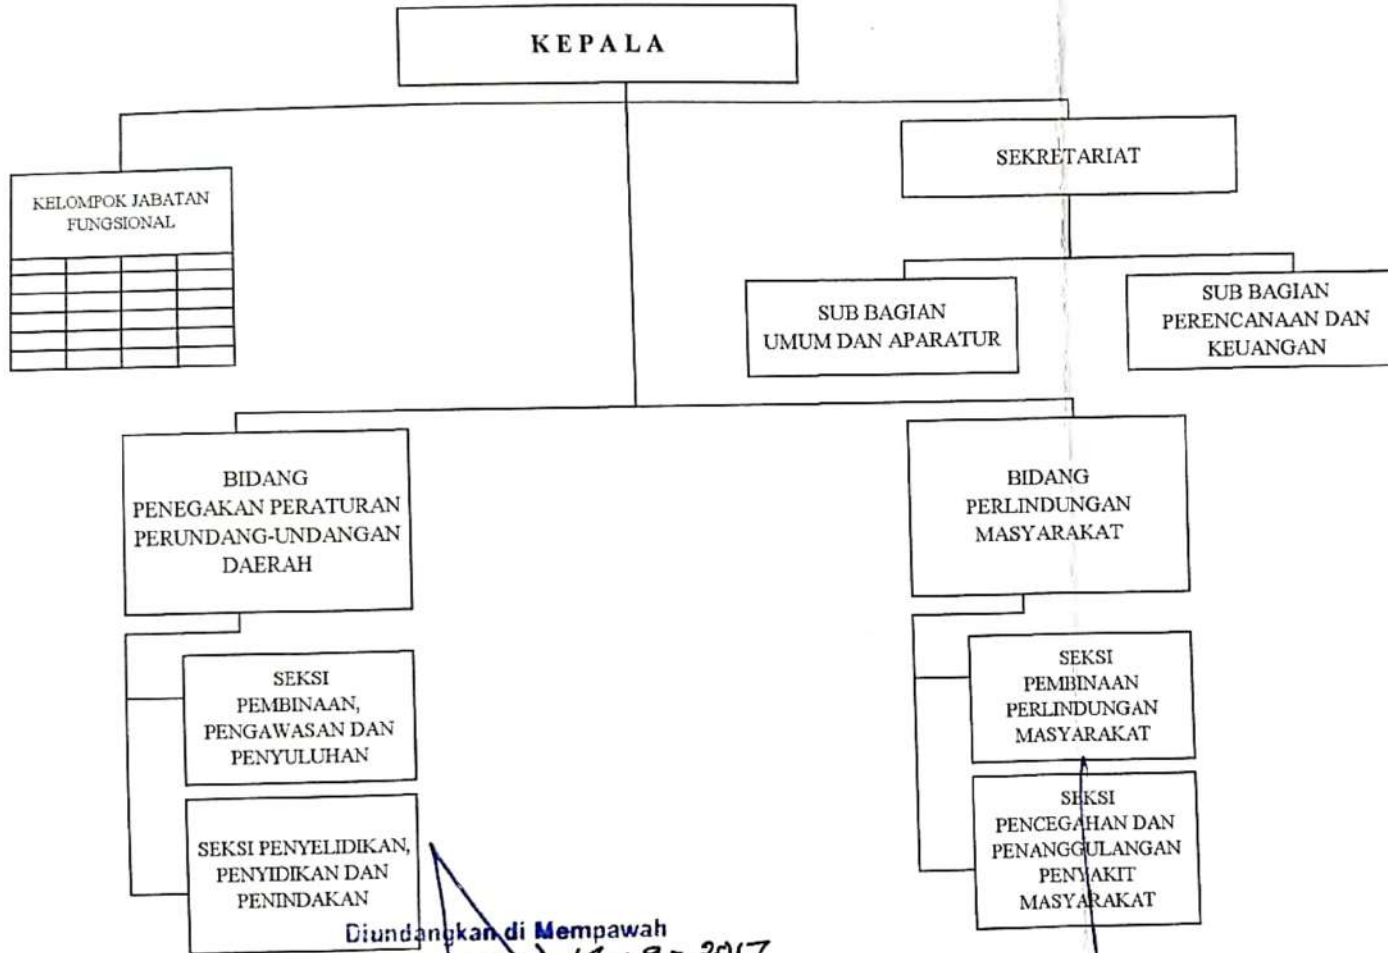 KEPALA
SEKRETARIAT
KELOMPOK JABATAN
FUNGSIONAL
SUB BAGIAN
UMUM DAN APARATUR
SUB BAGIAN
PERENCANAAN DAN
KEUANGAN
BIDANG
PENEGAKAN PERATURAN
PERUNDANG-UNDANGAN
DAERAH
BIDANG
PERLINDUNGAN
MASYARAKAT
SEKSI
PEMBINAAN,
PENGAWASAN DAN
PENYULUHAN
SEKSI PENYELIDIKAN,
PENYIDIKAN DAN
PENINDAKAN
SEKSI
PEMBINAAN
PERLINDUNGAN
MASYARAKAT
SEKSI
PENCEGAHAN DAN
PENANGGULANGAN
PENYAKIT
MASYARAKAT
Diundangkan di Mempawah
2017